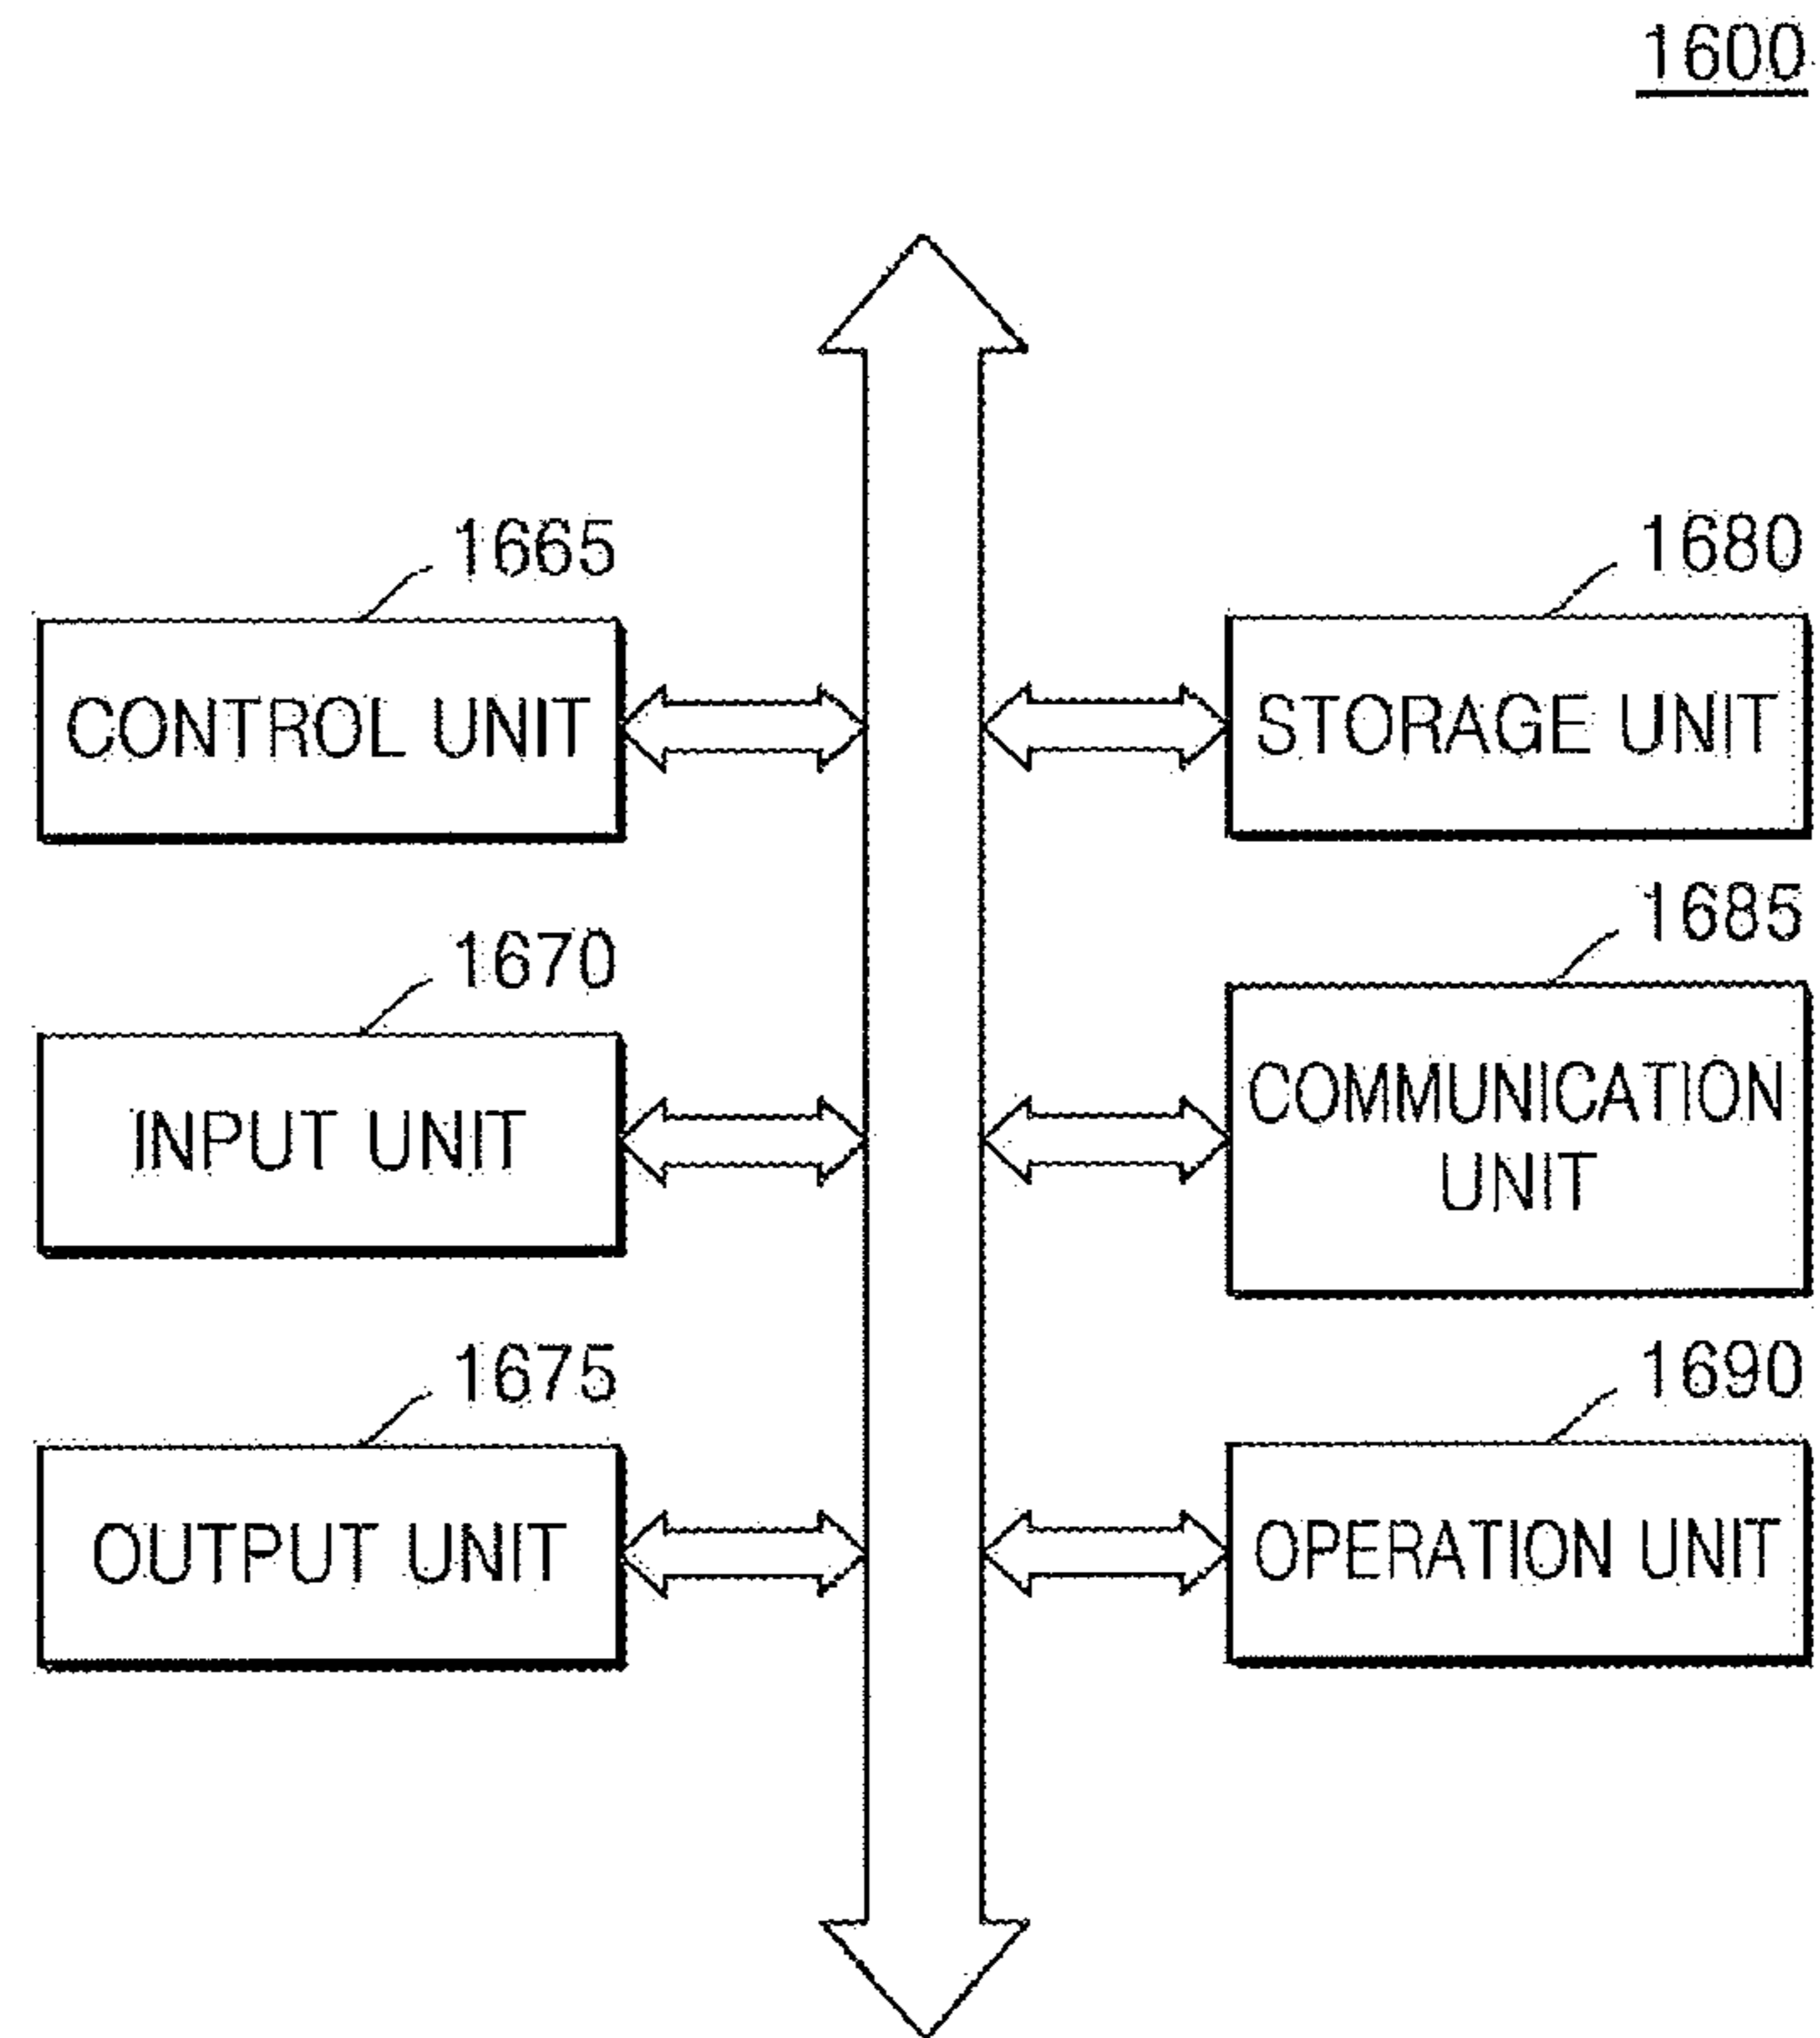 1600
1665
CONTROL UNIT
1680
STORAGE UNIT
1670
INPUT UNIT
1685
COMMUNICATION
UNIT
1675
OUTPUT UNIT
1690
OPERATION UNIT